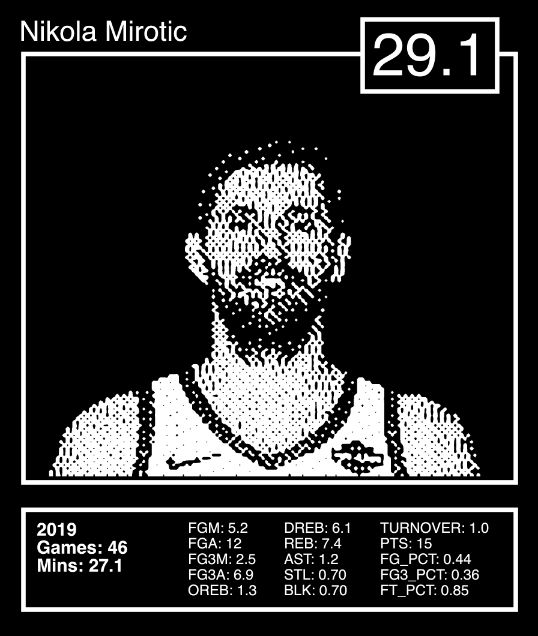 Nikola Mirotic
29.1
2019
Games: 46
Mins: 27.1
FGM: 5.2
FGA: 12
FG3M: 2.5
FG3A: 6.9
OREB: 1.3
DREB: 6.1
REB: 7.4
AST: 1.2
STL: 0.70
BLK: 0.70
TURNOVER: 1.0
PTS: 15
FG_PCT: 0.44
FG3_PCT: 0.36
FT_PCT: 0.85